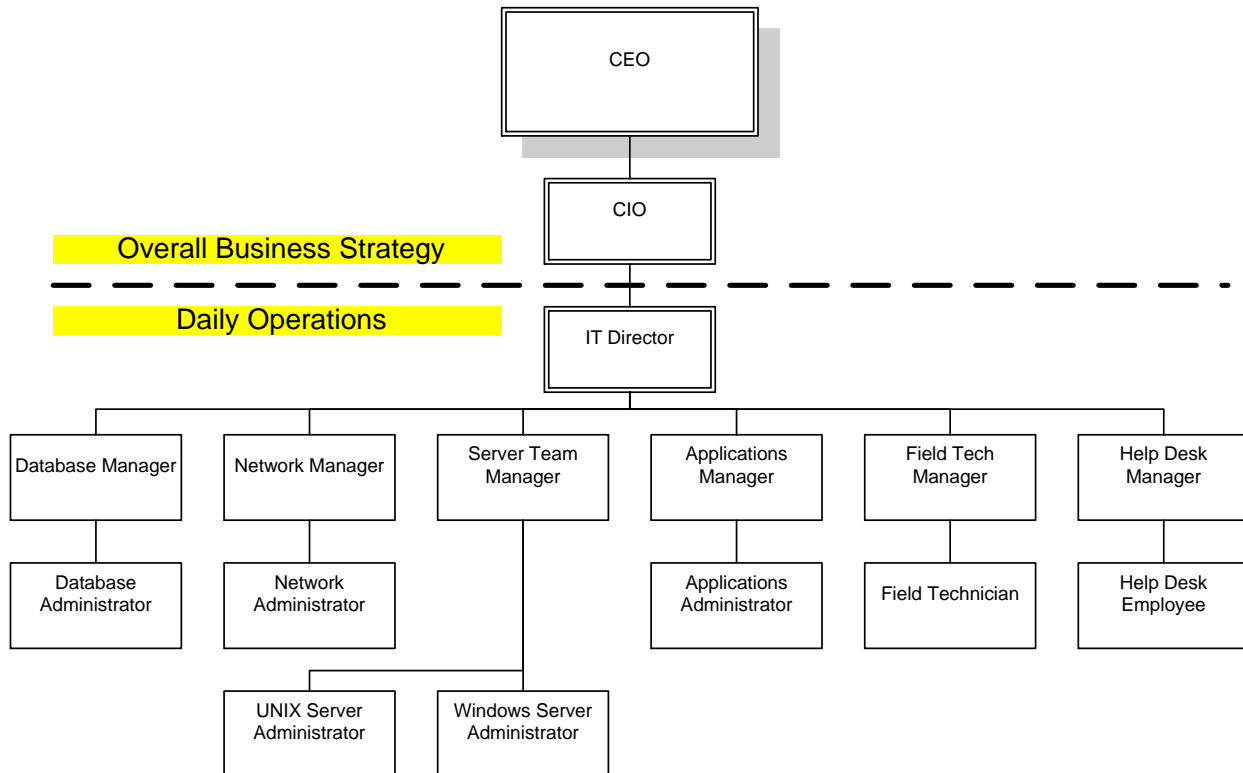 CEO
CIO
Overall Business Strategy
Daily Operations
IT Director
Database Manager
Network Manager
Server Team
Manager
Applications
Manager
Field Tech
Manager
Help Desk
Manager
Database
Administrator
Network
Administrator
Applications
Administrator
Field Technician
Help Desk
Employee
UNIX Server
Administrator
Windows Server
Administrator